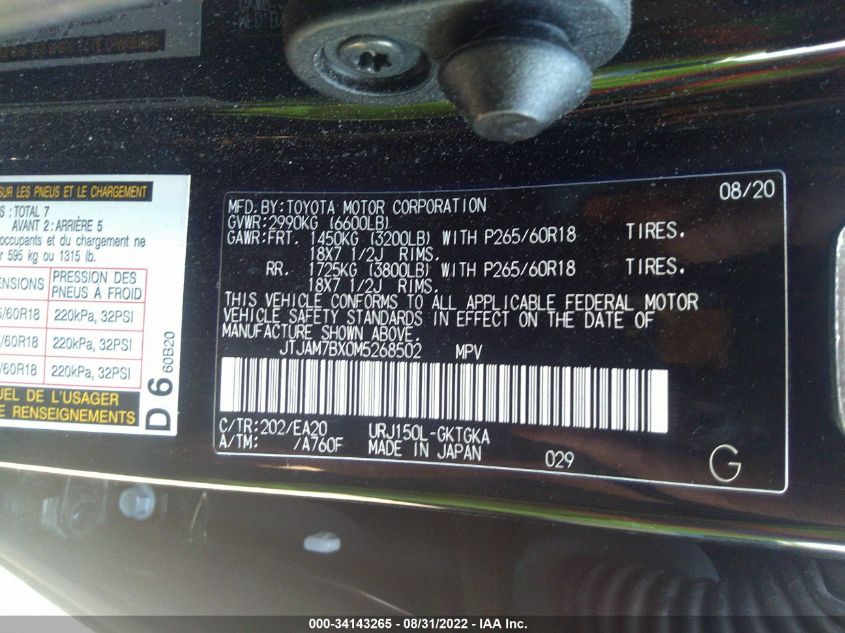 SUR LES PNEUS ET LE CHARGEMENT
: TOTAL 7
AVANT 2 : ARRIÈRE 5
occupants et du chargement ne
595 kg ou 1315 lb.
PRESSION DES
PNEUS À FROID
60R18 220kPa, 32PSI
60R18 220kPa, 32PSI
60R18 220kPa, 32PSI
DE L'USAGER
RENSEIGNEMENTS
D 6 60B20
08/20
MFD. BY: TOYOTA MOTOR CORPORATION
GVWR: 2990KG (6600LB)
GAWR: FRT. 1450KG (3200LB) WITH P265/60R18 TIRES.
18X7 1/2J RIMS.
RR. 1725KG (3800LB) WITH P265/60R18 TIRES.
18X7 1/2J RIMS.
THIS VEHICLE CONFORMS TO ALL APPLICABLE FEDERAL MOTOR
VEHICLE SAFETY STANDARDS IN EFFECT ON THE DATE OF
MANUFACTURE SHOWN ABOVE.
JTJAM7BX0M5268502 MPV
C/TR: 202/EA20 URJ150L-GKTGKA
A/TM: /A760F MADE IN JAPAN 029
G
000-34143265 - 08/31/2022 - IAA Inc.